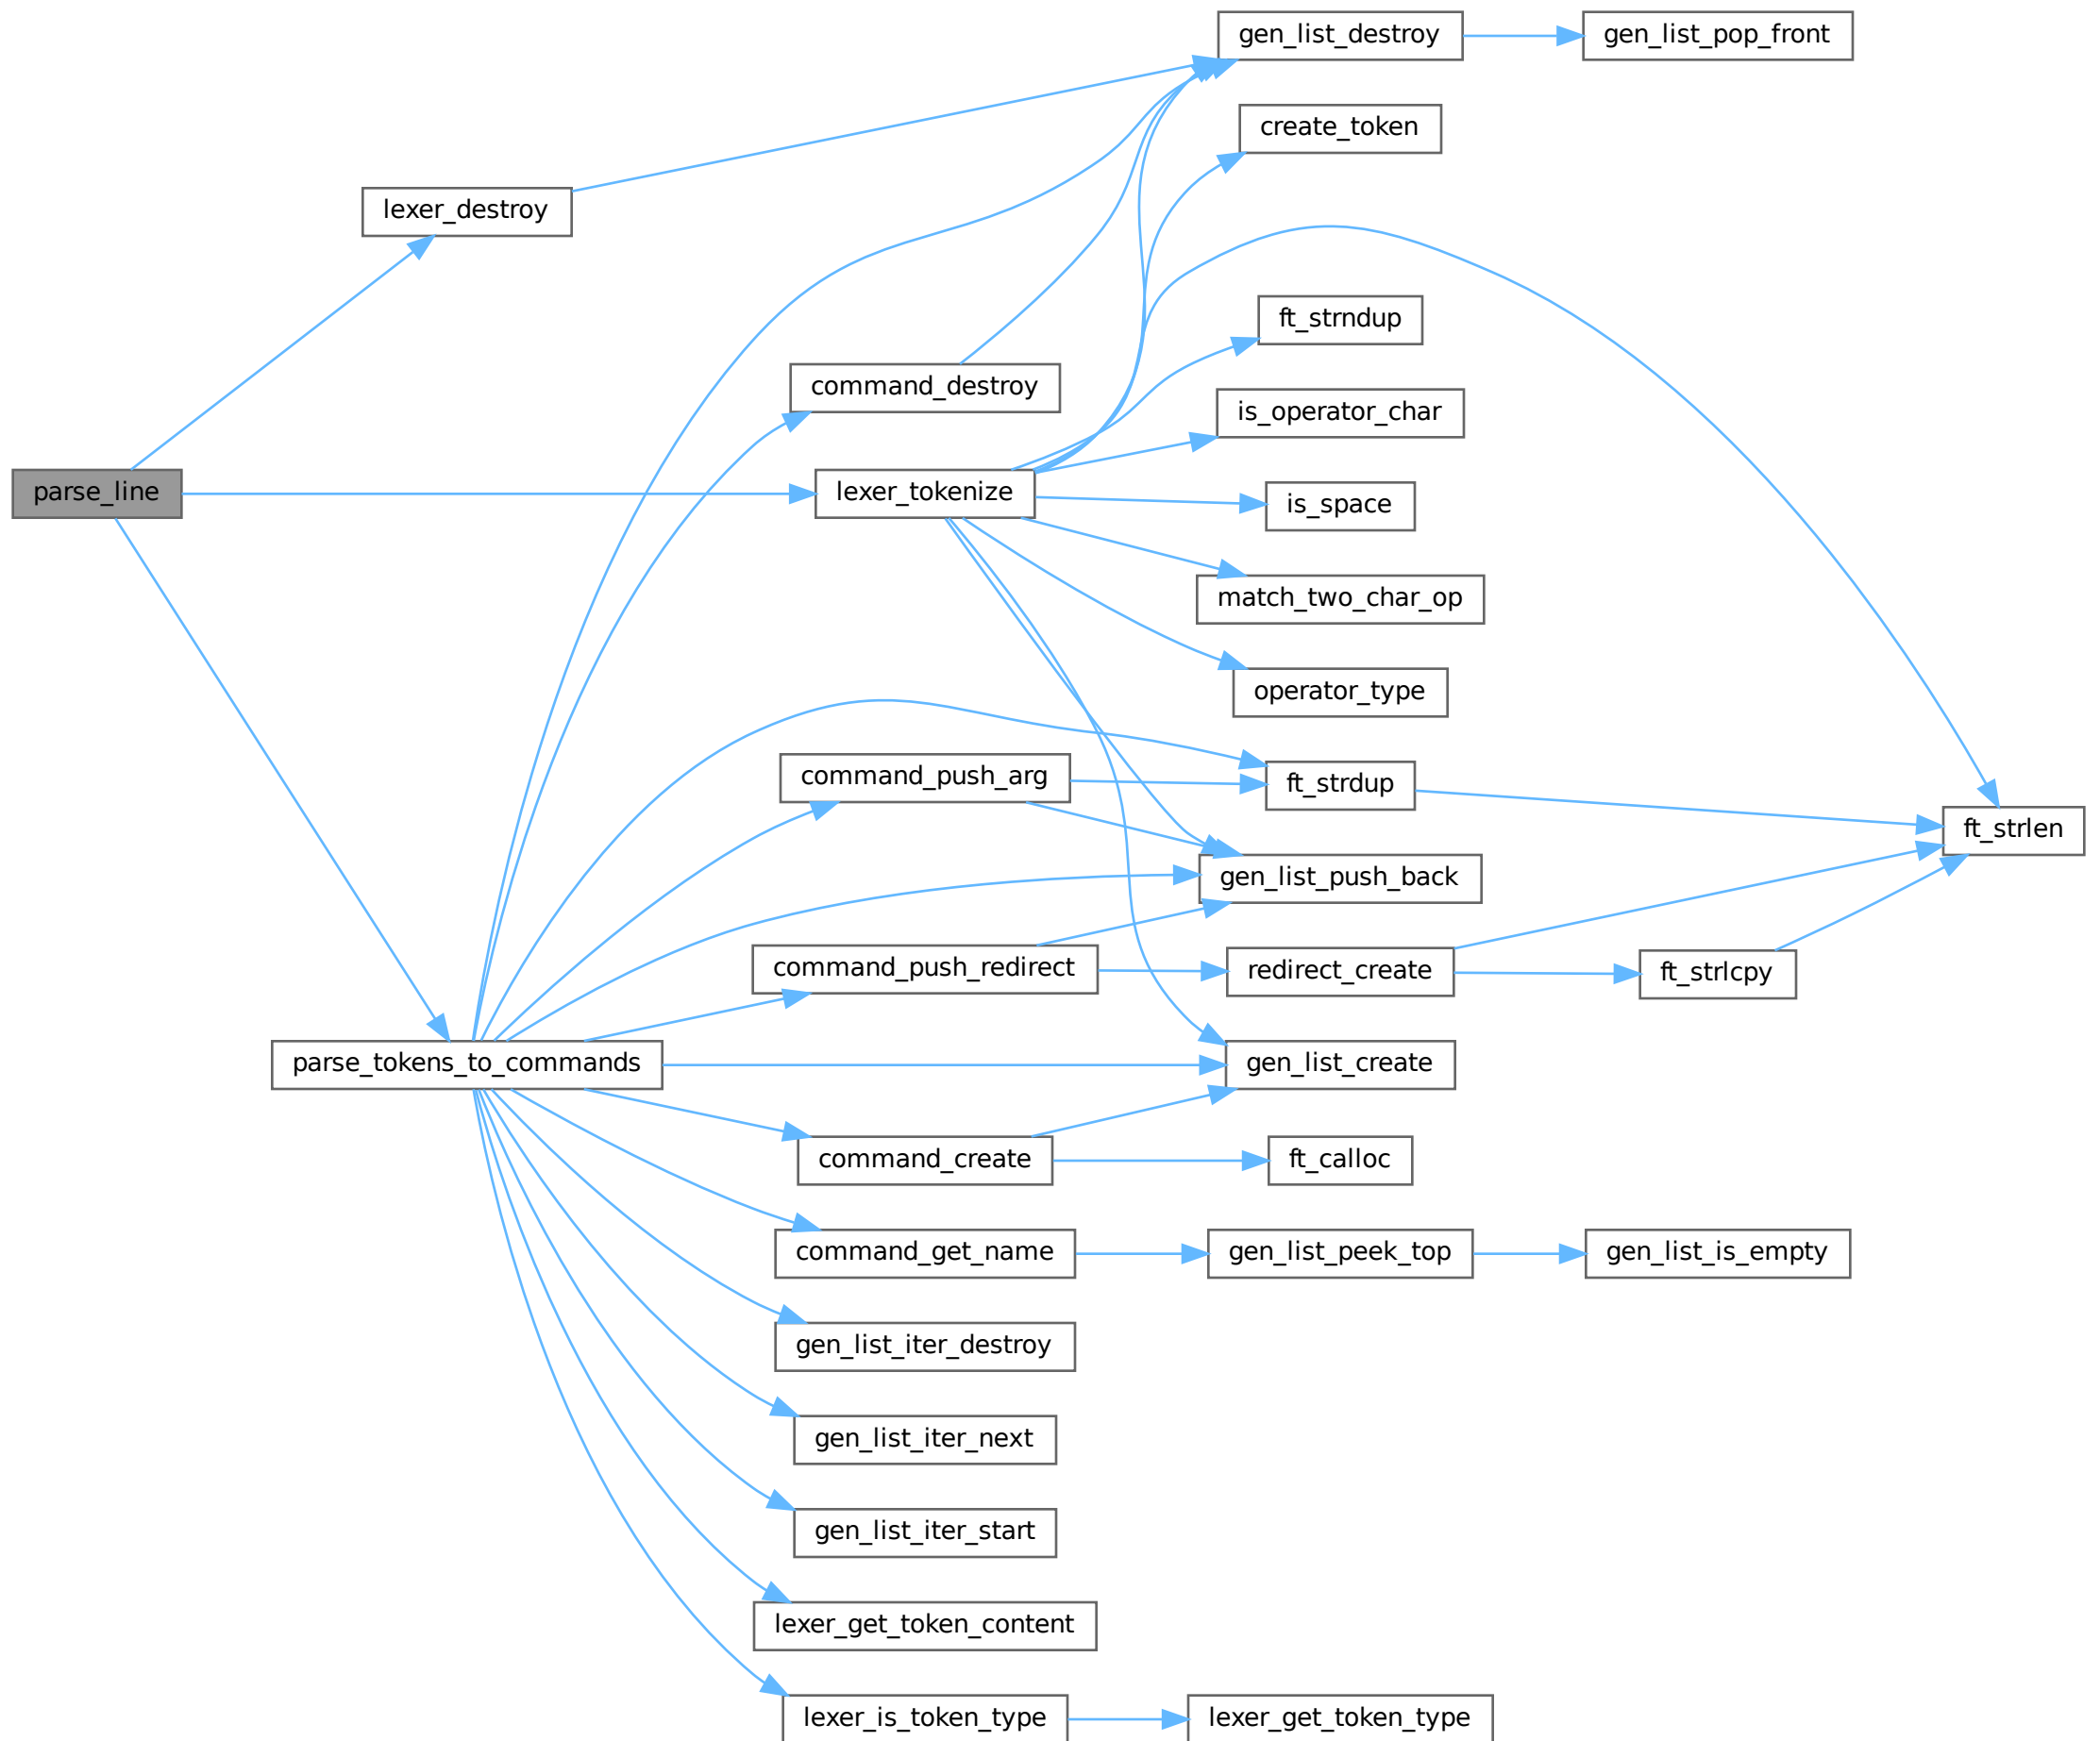 gen_list_destroy
gen_list_pop_front
create_token
lexer_destroy
ft_strndup
command_destroy
is_operator_char
parse_line
lexer_tokenize
is_space
match_two_char_op
operator_type
command_push_arg
ft_strdup
ft_strlen
gen_list_push_back
command_push_redirect
redirect_create
ft_strlcpy
parse_tokens_to_commands
gen_list_create
command_create
ft_calloc
command_get_name
gen_list_peek_top
gen_list_is_empty
gen_list_iter_destroy
gen_list_iter_next
gen_list_iter_start
lexer_get_token_content
lexer_is_token_type
lexer_get_token_type